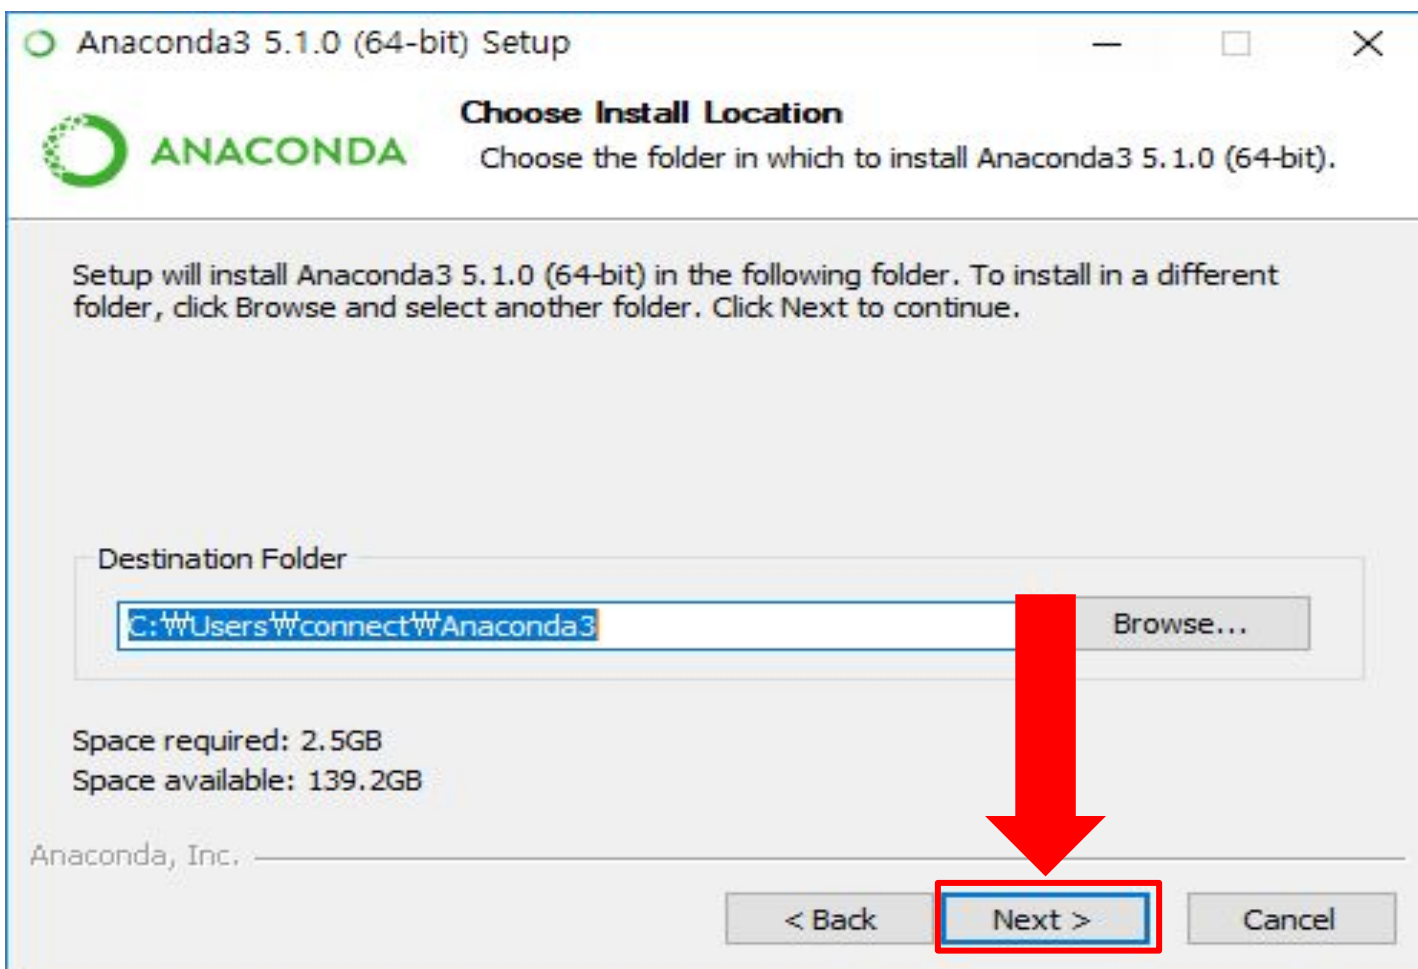 Anaconda3 5.1.0 (64-bit) Setup
ANACONDA
Choose Install Location
Choose the folder in which to install Anaconda3 5.1.0 (64-bit).
Setup will install Anaconda3 5.1.0 (64-bit) in the following folder. To install in a different
folder, click Browse and select another folder. Click Next to continue.
Destination Folder
C:₩Users₩connect₩Anaconda3
Browse...
Space required: 2.5GB
Space available: 139.2GB
Anaconda, Inc.
< Back
Next >
Cancel